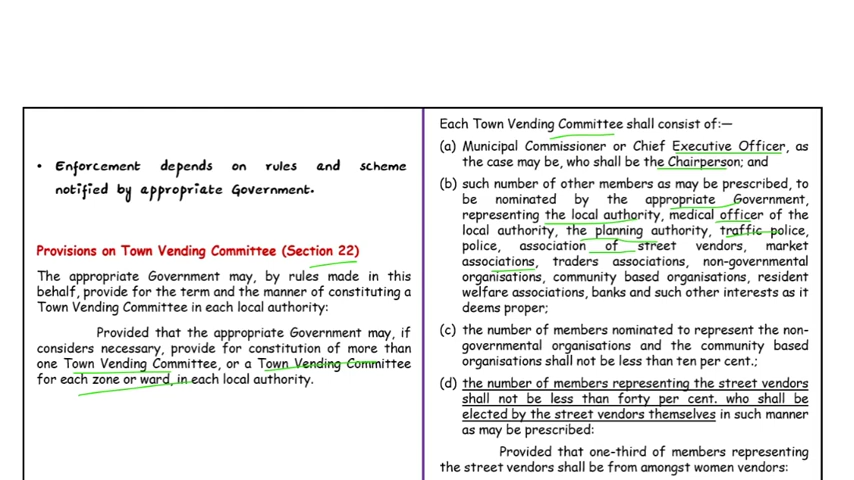 • Enforcement depends on rules and scheme
notified by appropriate Government.
Provisions on Town Vending Committee (Section 22)
The appropriate Government may, by rules made in this
behalf, provide for the term and the manner of constituting a
Town Vending Committee in each local authority:
Provided that the appropriate Government may, if
considers necessary, provide for constitution of more than
one Town Vending Committee, or a Town Vending Committee
for each zone or ward, in each local authority.
Each Town Vending Committee shall consist of:—
(a) Municipal Commissioner or Chief Executive Officer, as
the case may be, who shall be the Chairperson; and
(b) such number of other members as may be prescribed, to
be nominated by the appropriate Government,
representing the local authority, medical officer of the
local authority, the planning authority, traffic police,
police, association of street vendors, market
associations, traders associations, non-governmental
organisations, community based organisations, resident
welfare associations, banks and such other interests as it
deems proper;
(c) the number of members nominated to represent the non-
governmental organisations and the community based
organisations shall not be less than ten per cent.;
(d) the number of members representing the street vendors
shall not be less than forty per cent. who shall be
elected by the street vendors themselves in such manner
as may be prescribed:
Provided that one-third of members representing
the street vendors shall be from amongst women vendors: